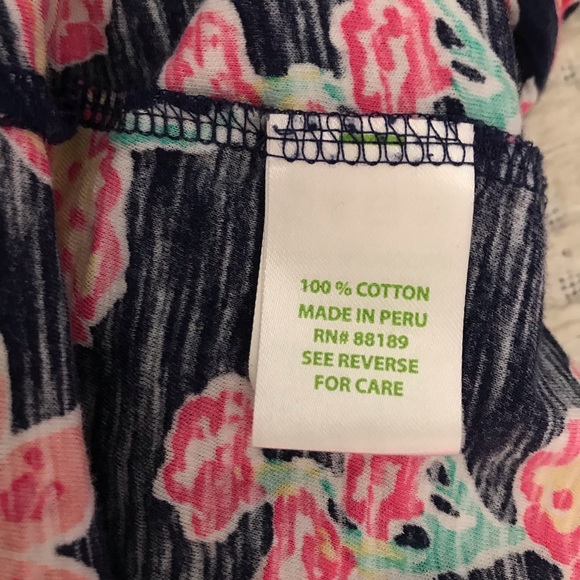 100 % COTTON
MADE IN PERU
RN# 88189
SEE REVERSE
FOR CARE